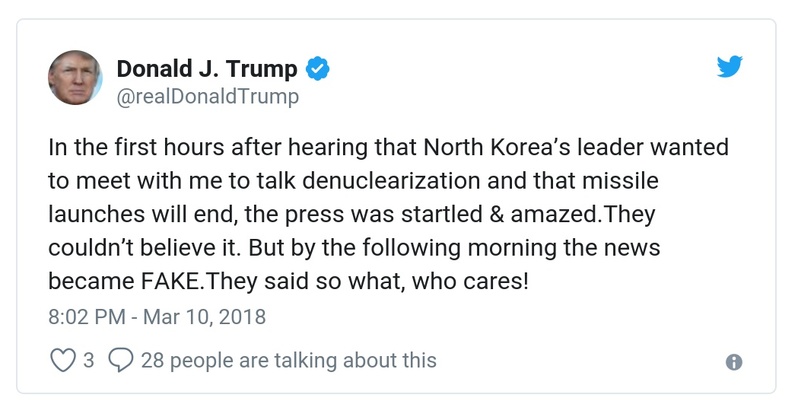 Donald J. Trump
@realDonaldTrump
In the first hours after hearing that North Korea’s leader wanted
to meet with me to talk denuclearization and that missile
launches will end, the press was startled & amazed.They
couldn’t believe it. But by the following morning the news
became FAKE.They said so what, who cares!
8:02 PM - Mar 10, 2018
3 28 people are talking about this